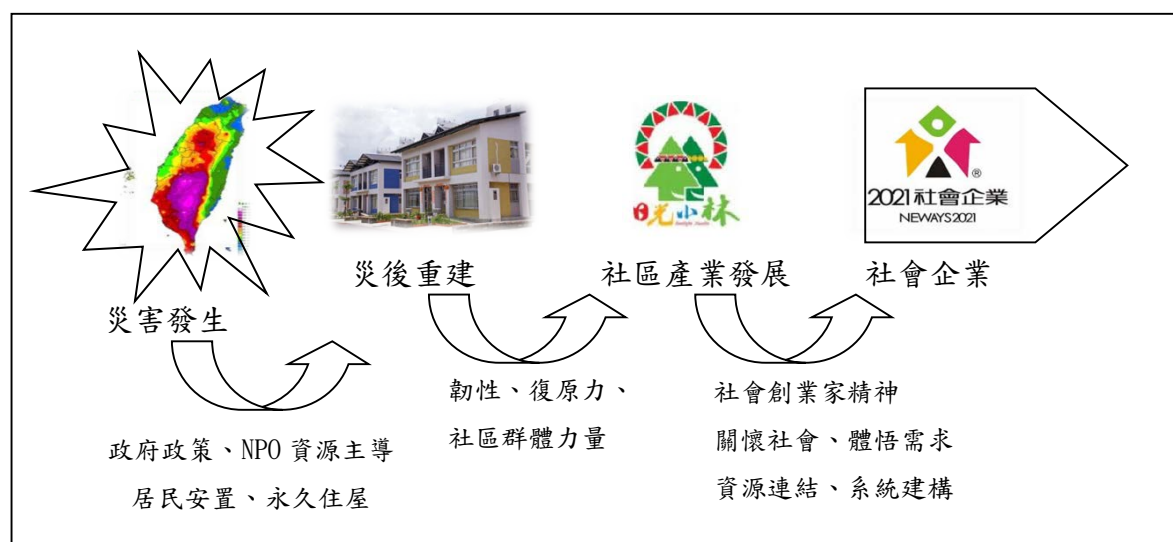 日光小林
2021社會企業
®
NEWAYS2021
災後重建
社區產業發展
社會企業
災害發生
韌性、復原力、
社區群體力量
社會創業家精神
關懷社會、體悟需求
資源連結、系統建構
政府政策、NPO 資源主導
居民安置、永久住屋